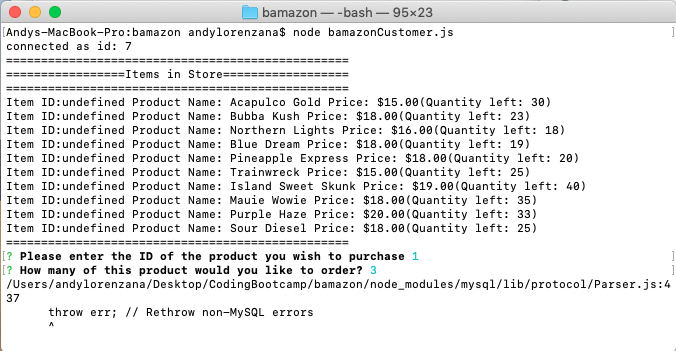 bamazon — -bash — 95×23
[Andys-MacBook-Pro:bamazon andylorenzana$ node bamazonCustomer.js ]
connected as id: 7
=================================================
=================Items in Store==================
=================================================
Item ID:undefined Product Name: Acapulco Gold Price: $15.00(Quantity left: 30)
Item ID:undefined Product Name: Bubba Kush Price: $18.00(Quantity left: 23)
Item ID:undefined Product Name: Northern Lights Price: $16.00(Quantity left: 18)
Item ID:undefined Product Name: Blue Dream Price: $18.00(Quantity left: 19)
Item ID:undefined Product Name: Pineapple Express Price: $18.00(Quantity left: 20)
Item ID:undefined Product Name: Trainwreck Price: $15.00(Quantity left: 25)
Item ID:undefined Product Name: Island Sweet Skunk Price: $19.00(Quantity left: 40)
Item ID:undefined Product Name: Mauie Wowie Price: $18.00(Quantity left: 35)
Item ID:undefined Product Name: Purple Haze Price: $20.00(Quantity left: 33)
Item ID:undefined Product Name: Sour Diesel Price: $18.00(Quantity left: 25)
=================================================
[? Please enter the ID of the product you wish to purchase 1 ]
[? How many of this product would you like to order? 3 ]
/Users/andylorenzana/Desktop/CodingBootcamp/bamazon/node_modules/mysql/lib/protocol/Parser.js:4
37
      throw err; // Rethrow non-MySQL errors
      ^